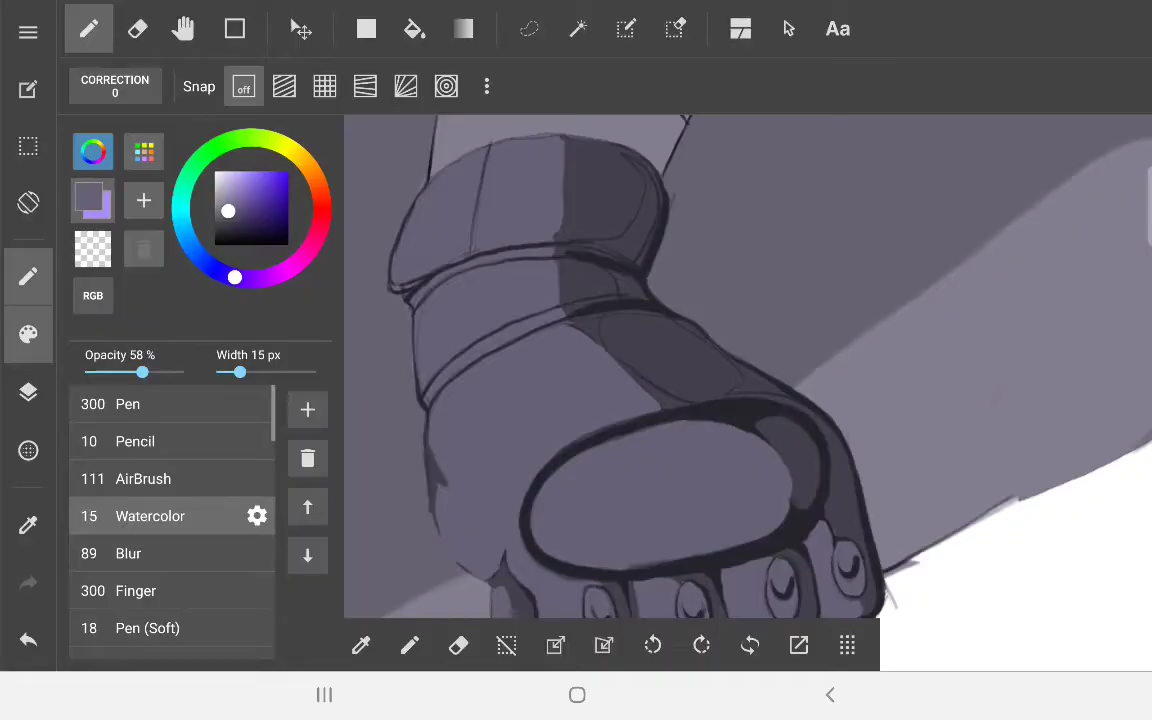 Aa
CORRECTION
0
Snap
off
RGB
Opacity 58 %
Width 15 px
300 Pen
10 Pencil
111 AirBrush
15 Watercolor
89 Blur
300 Finger
18 Pen (Soft)